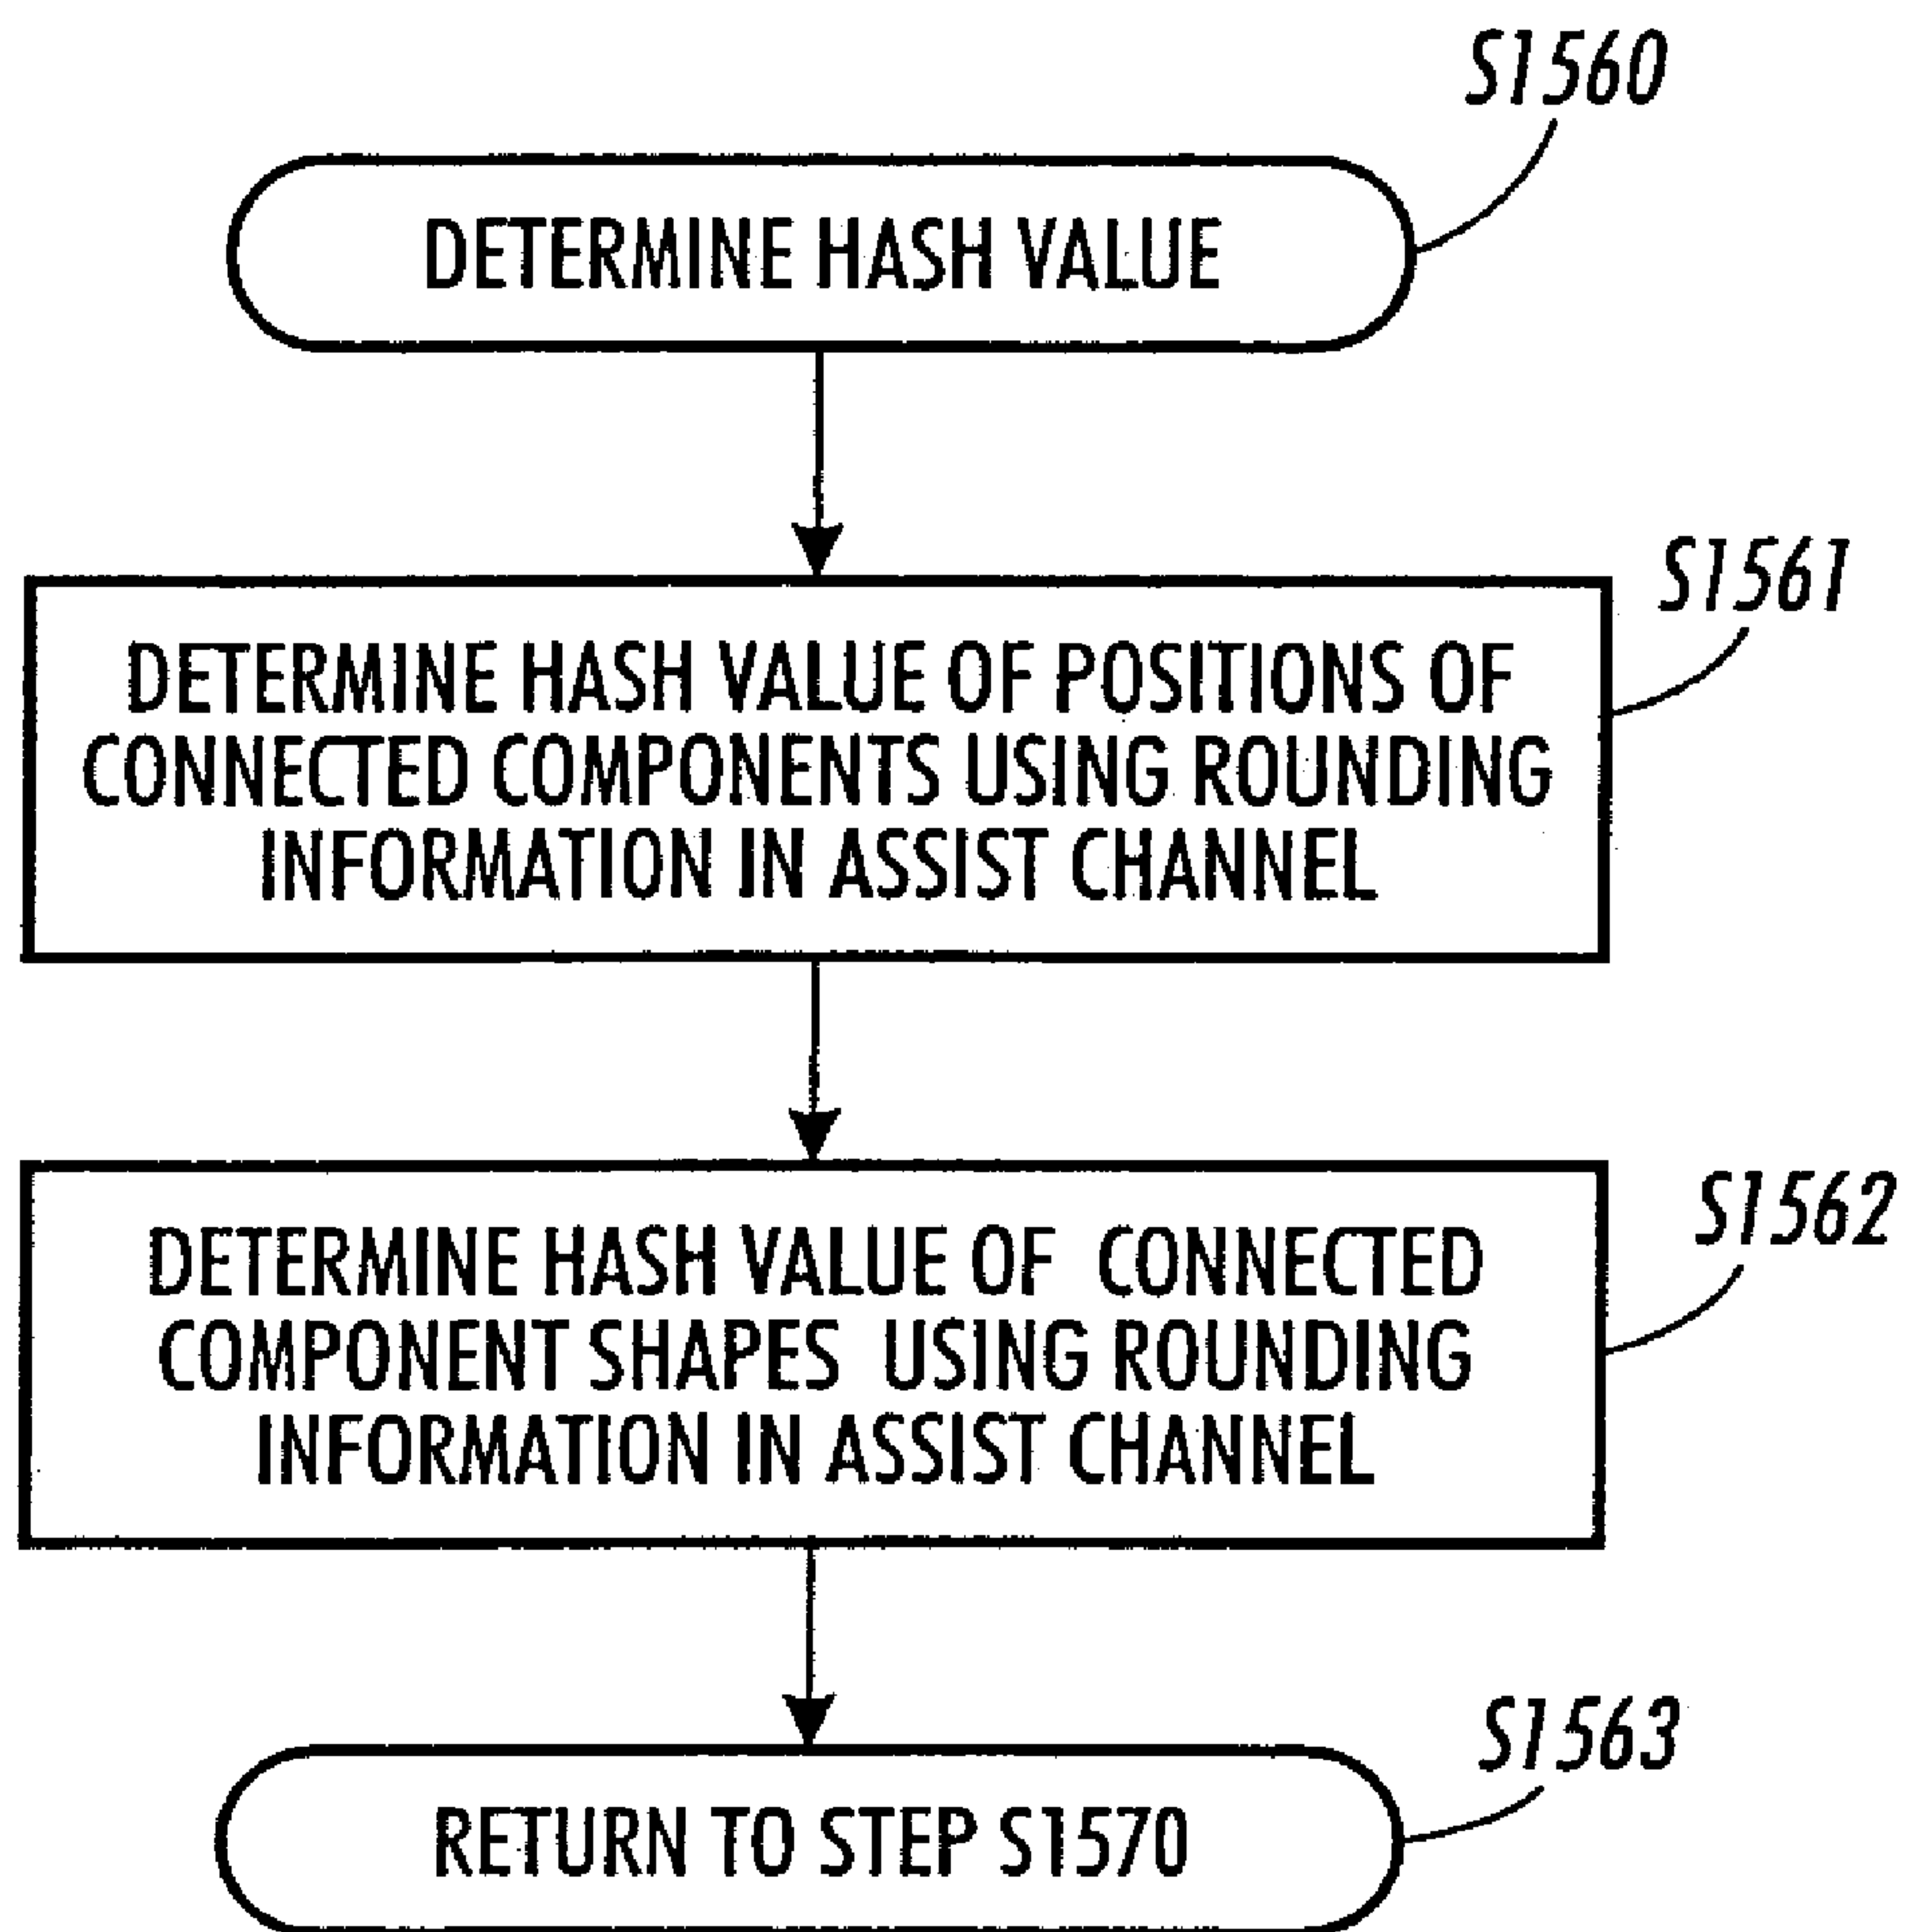 S1560
DETERMINE HASH VALUE
S1561
DETERMINE HASH VALUE OF POSITIONS OF
CONNECTED COMPONENTS USING ROUNDING
INFORMATION IN ASSIST CHANNEL
S1562
DETERMINE HASH VALUE OF CONNECTED
COMPONENT SHAPES USING ROUNDING
INFORMATION IN ASSIST CHANNEL
S1563
RETURN TO STEP S1570